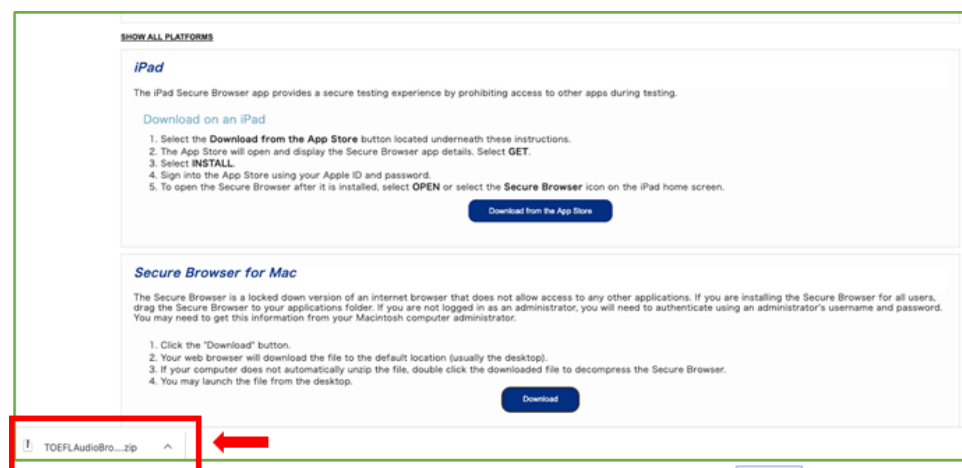 SHOW ALL PLATFORMS
iPad
The iPad Secure Browser app provides a secure testing experience by prohibiting access to other apps during testing.
Download on an iPad
1. Select the Download from the App Store button located underneath these instructions.
2. The App Store will open and display the Secure Browser app details. Select GET.
3. Select INSTALL.
4. Sign into the App Store using your Apple ID and password.
5. To open the Secure Browser after it is installed, select OPEN or select the Secure Browser icon on the iPad home screen.
Download from the App Store
Secure Browser for Mac
The Secure Browser is a locked down version of an internet browser that does not allow access to any other applications. If you are installing the Secure Browser for all users,
drag the Secure Browser to your applications folder. If you are not logged in as an administrator, you will need to authenticate using an administrator's username and password.
You may need to get this information from your Macintosh computer administrator.
1. Click the "Download" button.
2. Your web browser will download the file to the default location (usually the desktop).
3. If your computer does not automatically unzip the file, double click the downloaded file to decompress the Secure Browser.
4. You may launch the file from the desktop.
Download
TOEFLAudioBro....zip